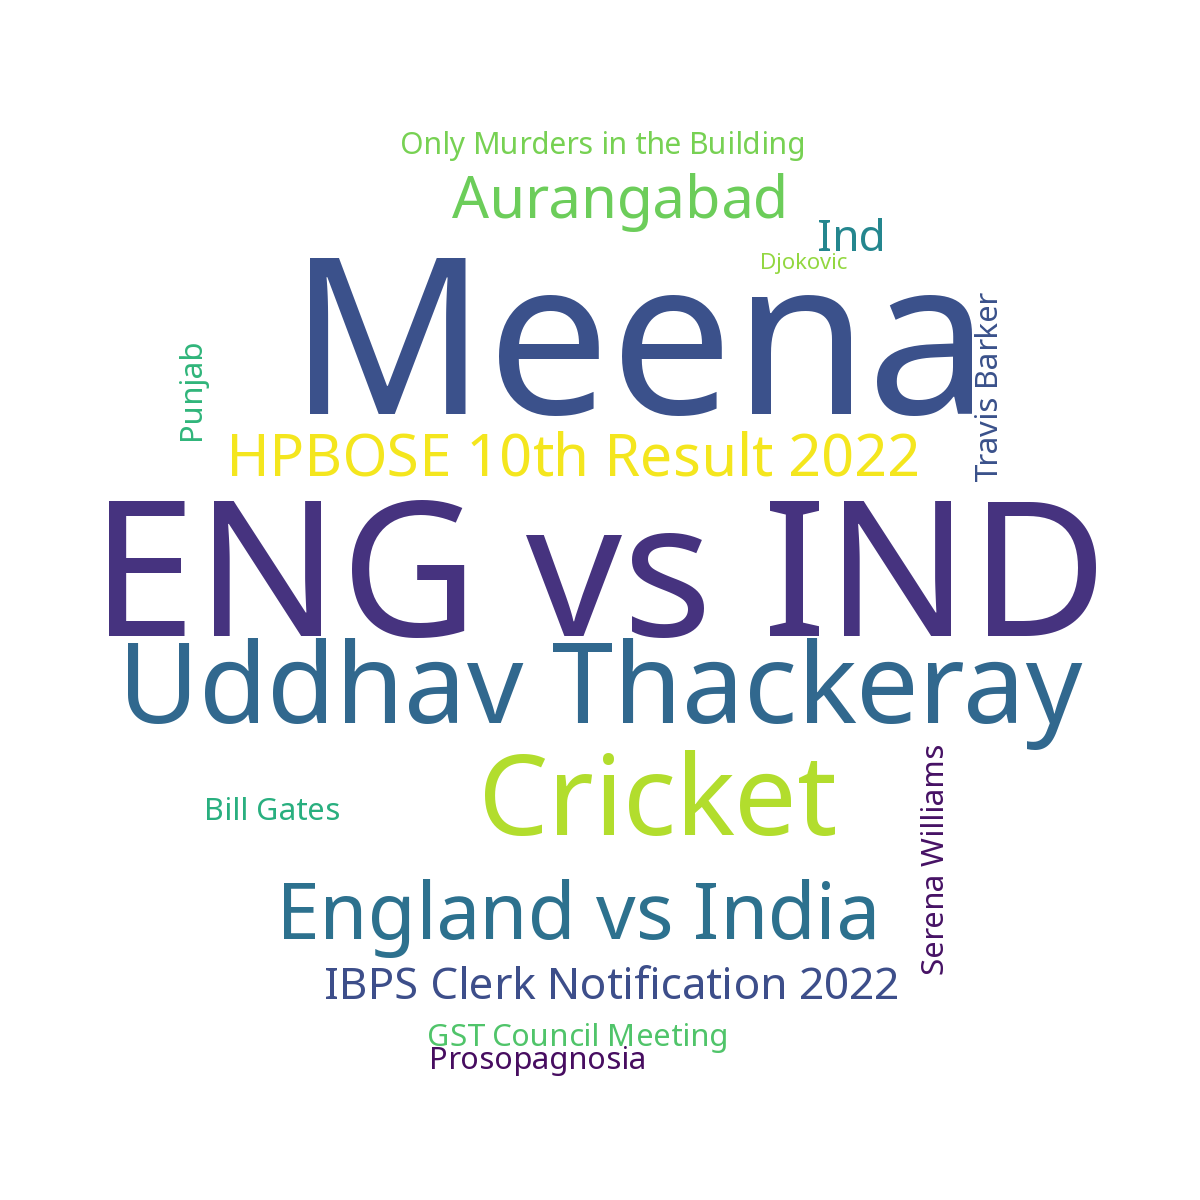 Only Murders in the Building
Aurangabad
Ind
Djokovic
Meena
Travis Barker
Punjab
HPBOSE 10th Result 2022
ENG vs IND
Uddhav Thackeray
Cricket
Serena Williams
Bill Gates
England vs India
IBPS Clerk Notification 2022
GST Council Meeting
Prosopagnosia